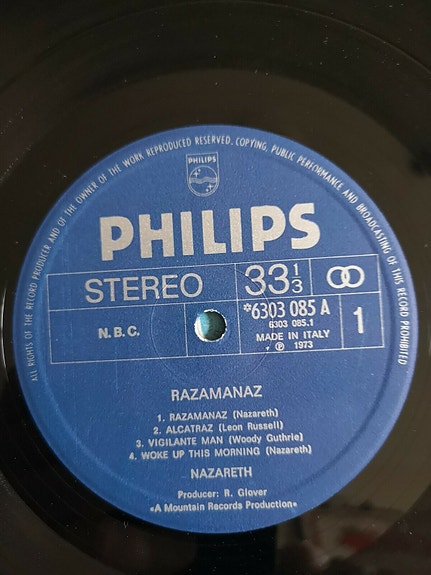 ALL RIGHTS OF THE RECORD PRODUCER AND OF THE OWNER OF THE WORK REPRODUCED RESERVED. COPYING, PUBLIC PERFORMANCE AND BROADCASTING OF THIS RECORD PROHIBITED
PHILIPS
PHILIPS
STEREO 33 1/3
N.B.C. *6303 085 A 1
6303 085.1
MADE IN ITALY
℗ 1973
RAZAMANAZ
1. RAZAMANAZ (Nazareth)
2. ALCATRAZ (Leon Russell)
3. VIGILANTE MAN (Woody Guthrie)
4. WOKE UP THIS MORNING (Nazareth)
NAZARETH
Producer: R. Glover
«A Mountain Records Production»